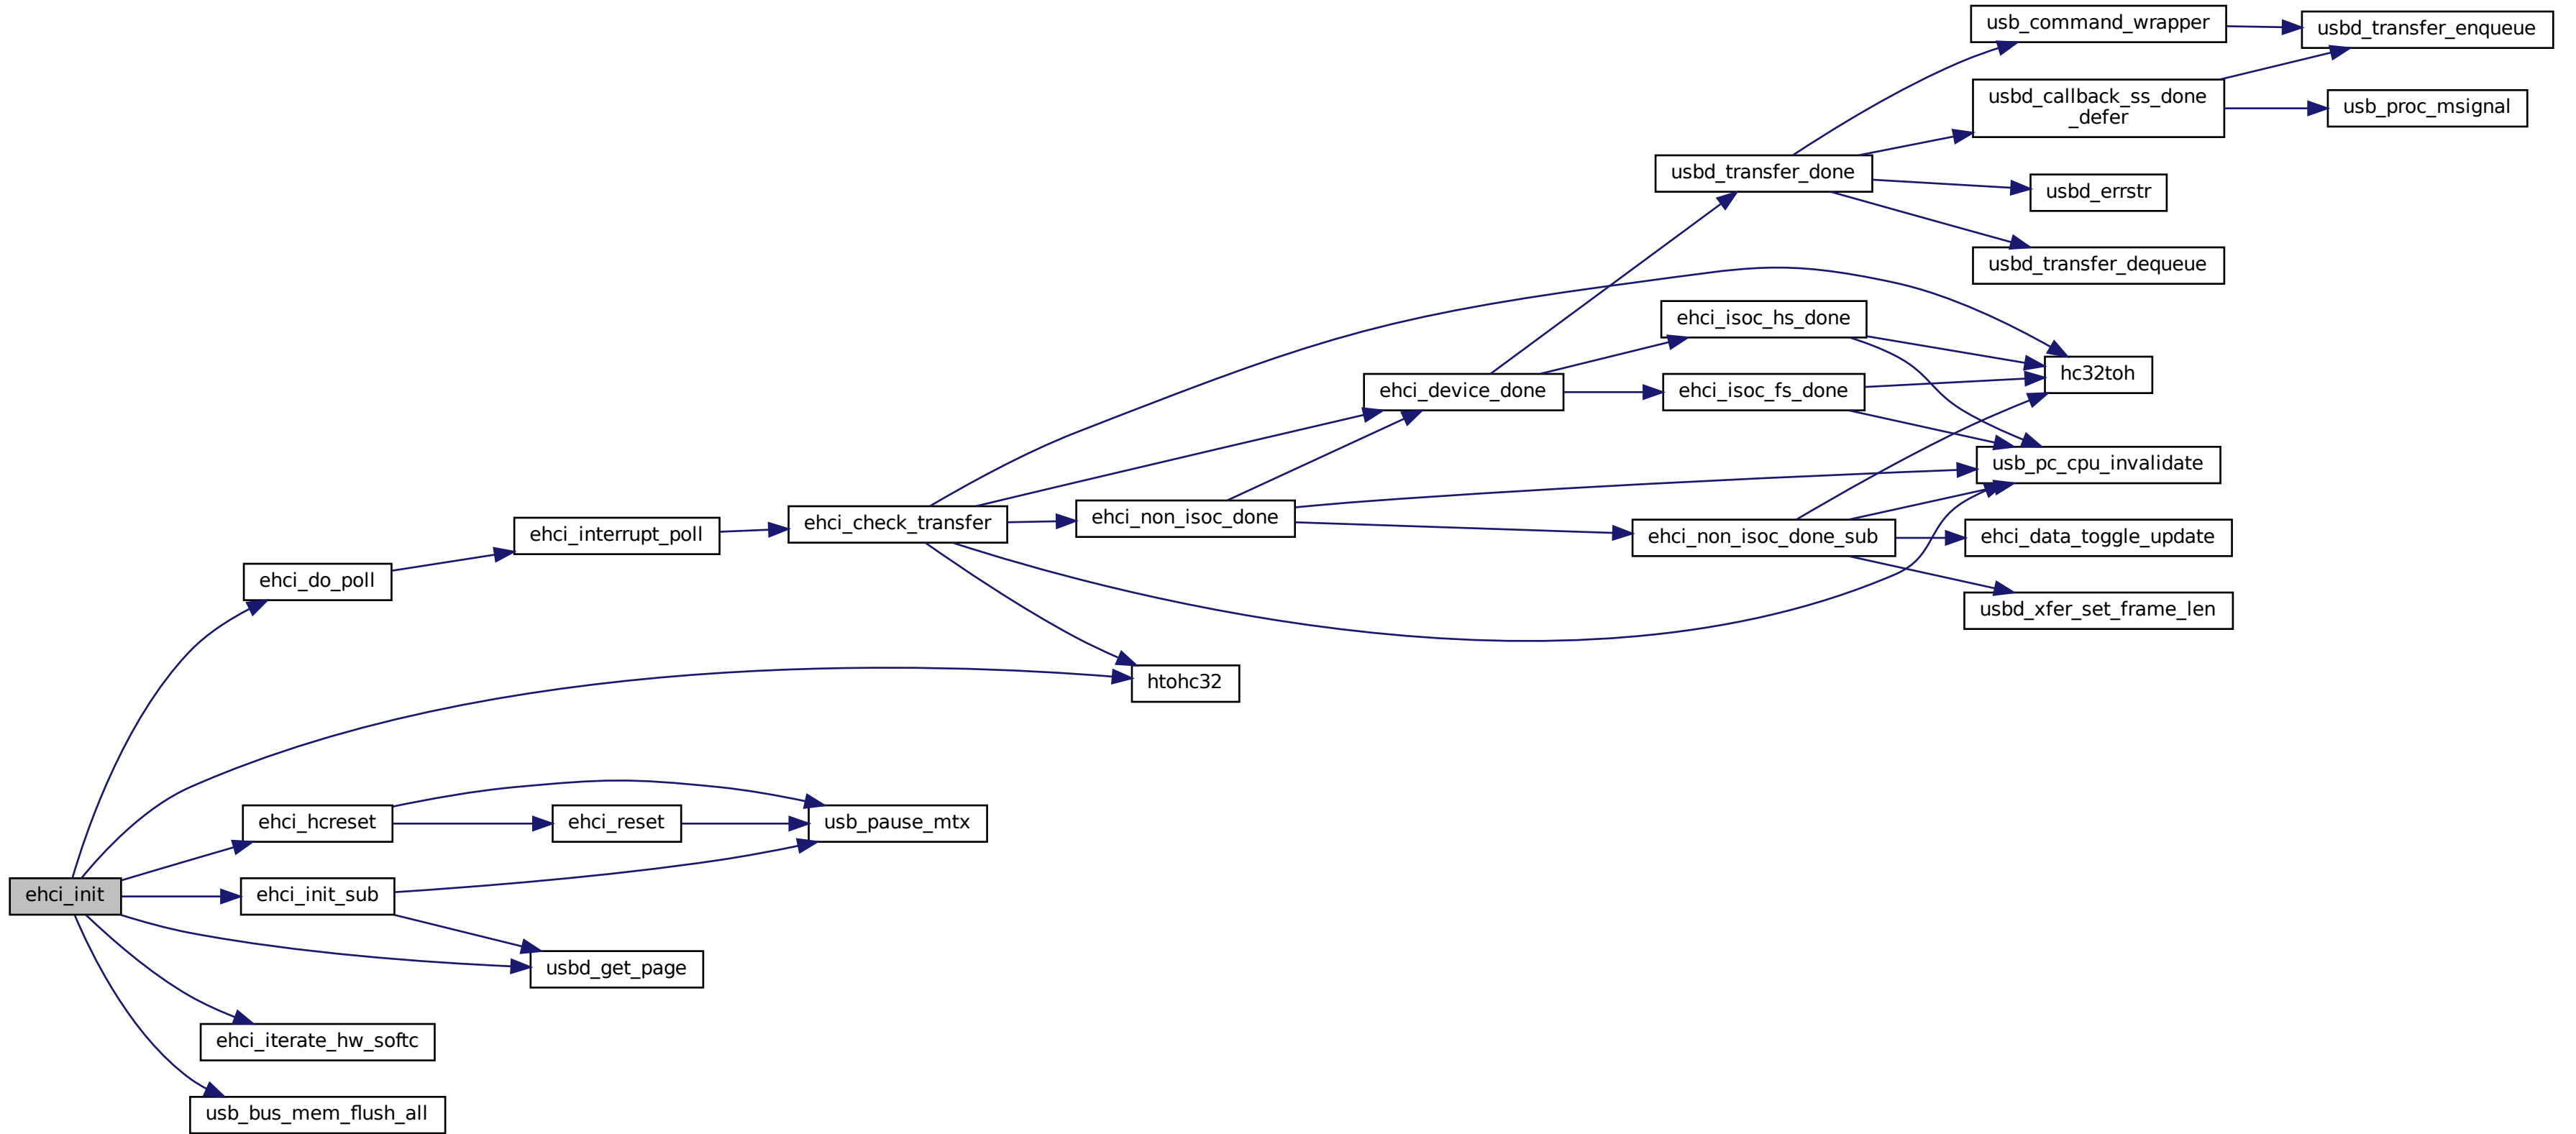 usb_command_wrapper
usbd_transfer_enqueue
usbd_callback_ss_done
_defer
usb_proc_msignal
usbd_transfer_done
usbd_errstr
usbd_transfer_dequeue
ehci_isoc_hs_done
hc32toh
ehci_device_done
ehci_isoc_fs_done
usb_pc_cpu_invalidate
ehci_interrupt_poll
ehci_check_transfer
ehci_non_isoc_done
ehci_non_isoc_done_sub
ehci_data_toggle_update
ehci_do_poll
usbd_xfer_set_frame_len
htohc32
ehci_hcreset
ehci_reset
usb_pause_mtx
ehci_init
ehci_init_sub
usbd_get_page
ehci_iterate_hw_softc
usb_bus_mem_flush_all